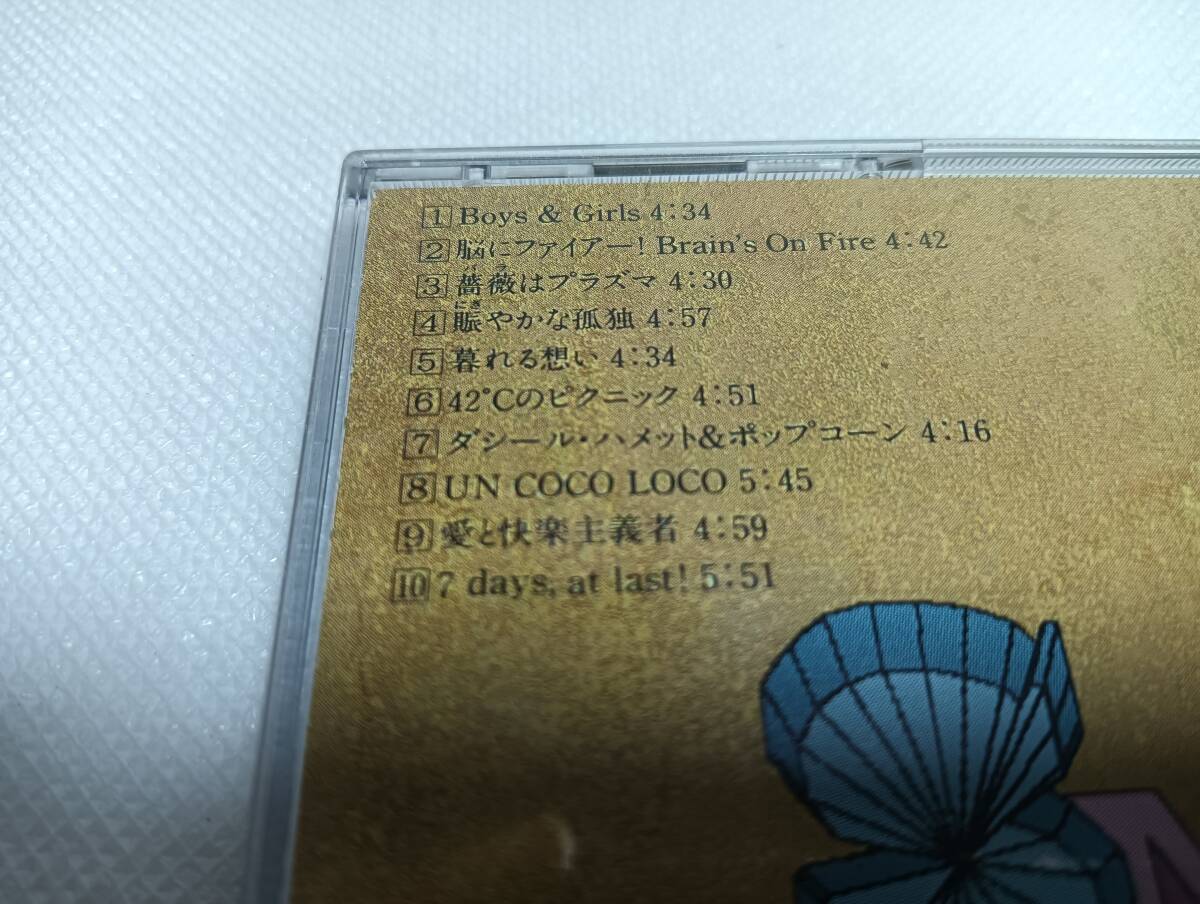 1 Boys & Girls 4:34
2 脳にファイアー! Brain's On Fire 4:42
3 薔薇はプラズマ 4:30
にぎ
4 賑やかな孤独 4:57
5 暮れる想い 4:34
6 42℃のピクニック 4:51
7 ダシール・ハメット&ポップコーン 4:16
8 UN COCO LOCO 5:45
9 愛と快楽主義者 4:59
10 7 days, at last! 5:51